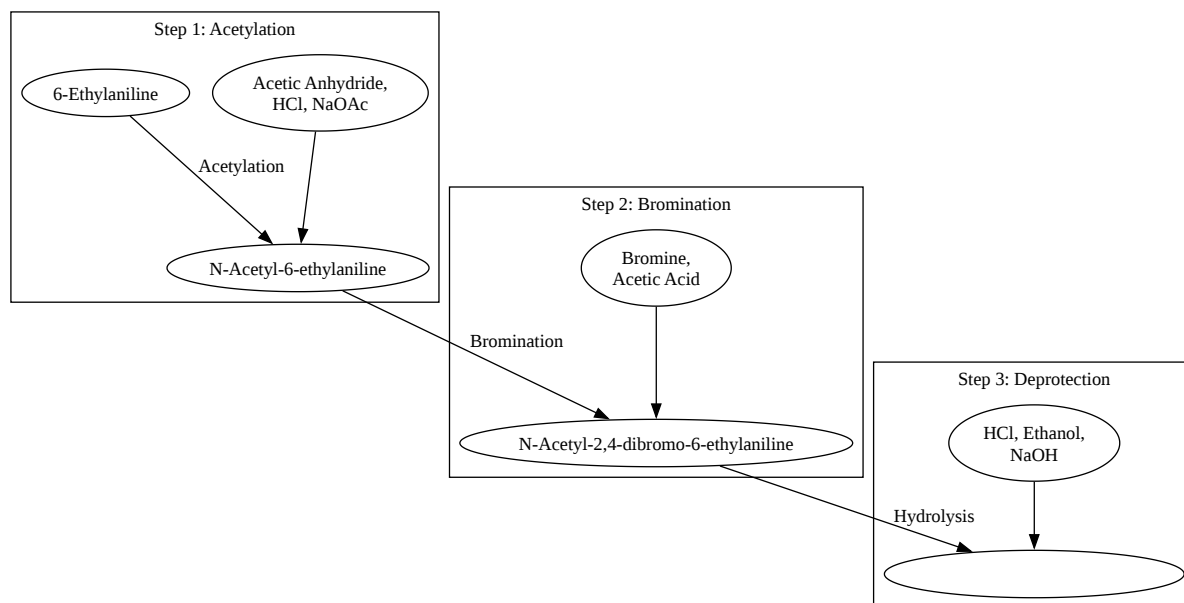 Step 1: Acetylation
6-Ethylaniline
Acetic Anhydride,
HCl, NaOAc
Acetylation
N-Acetyl-6-ethylaniline
Step 2: Bromination
Bromine,
Acetic Acid
Bromination
N-Acetyl-2,4-dibromo-6-ethylaniline
Step 3: Deprotection
HCl, Ethanol,
NaOH
Hydrolysis